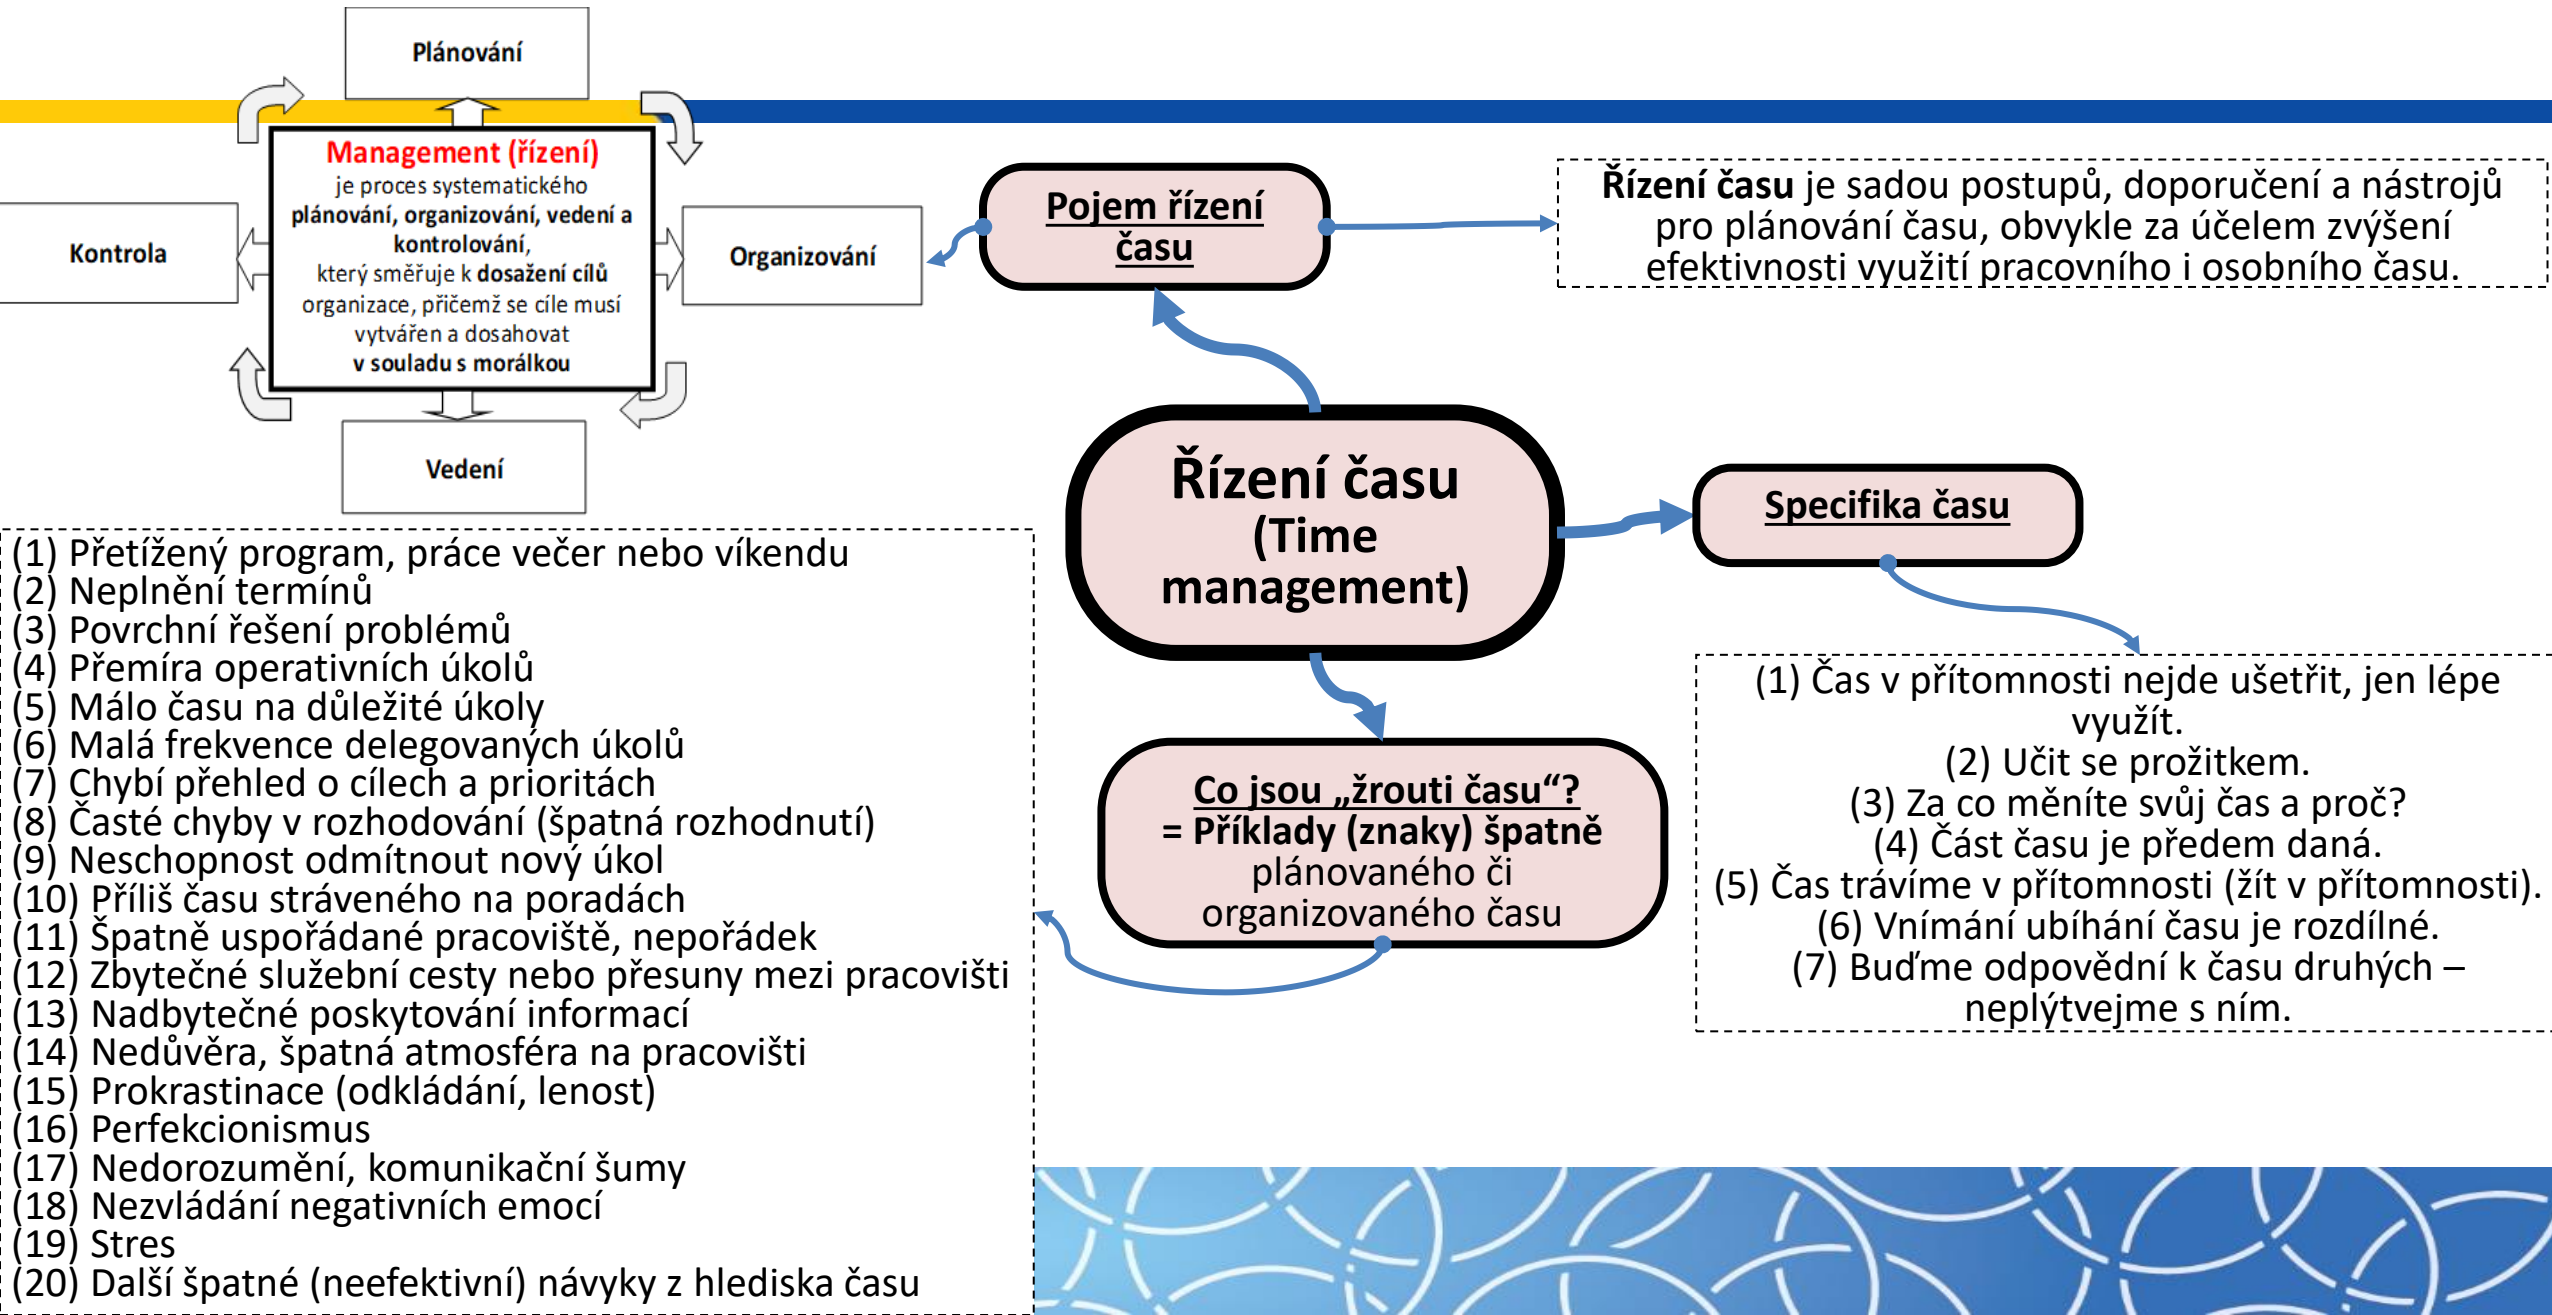 Plánování
Management (řízení)
je proces systematického
plánování, organizování, vedení a
kontrolování,
který směřuje k dosažení cílů
organizace, přičemž se cíle musí
vytvářen a dosahovat
v souladu s morálkou
Kontrola
Organizování
Vedení
Pojem řízení
času
Řízení času je sadou postupů, doporučení a nástrojů
pro plánování času, obvykle za účelem zvýšení
efektivnosti využití pracovního i osobního času.
Řízení času
(Time
management)
Specifika času
(1) Čas v přítomnosti nejde ušetřit, jen lépe
využít.
(2) Učit se prožitkem.
(3) Za co měníte svůj čas a proč?
(4) Část času je předem daná.
(5) Čas trávíme v přítomnosti (žít v přítomnosti).
(6) Vnímání ubíhání času je rozdílné.
(7) Buďme odpovědní k času druhých –
neplýtvejme s ním.
Co jsou „žrouti času“?
= Příklady (znaky) špatně
plánovaného či
organizovaného času
(1) Přetížený program, práce večer nebo víkendu
(2) Neplnění termínů
(3) Povrchní řešení problémů
(4) Přemíra operativních úkolů
(5) Málo času na důležité úkoly
(6) Malá frekvence delegovaných úkolů
(7) Chybí přehled o cílech a prioritách
(8) Časté chyby v rozhodování (špatná rozhodnutí)
(9) Neschopnost odmítnout nový úkol
(10) Příliš času stráveného na poradách
(11) Špatně uspořádané pracoviště, nepořádek
(12) Zbytečné služební cesty nebo přesuny mezi pracovišti
(13) Nadbytečné poskytování informací
(14) Nedůvěra, špatná atmosféra na pracovišti
(15) Prokrastinace (odkládání, lenost)
(16) Perfekcionismus
(17) Nedorozumění, komunikační šumy
(18) Nezvládání negativních emocí
(19) Stres
(20) Další špatné (neefektivní) návyky z hlediska času